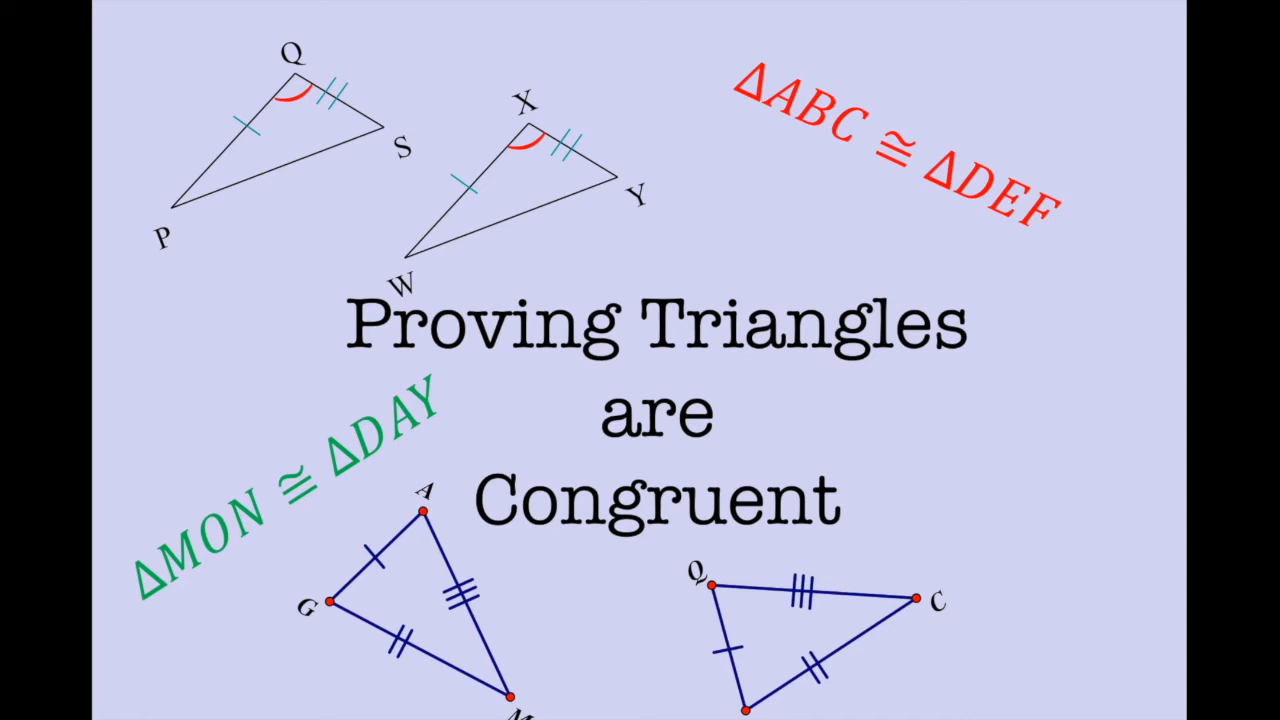 Q
X
S
Y
P
W
ΔABC ≅ ΔDEF
Proving Triangles
are
Congruent
ΔMON ≅ ΔDAY
A
G
M
Q
C